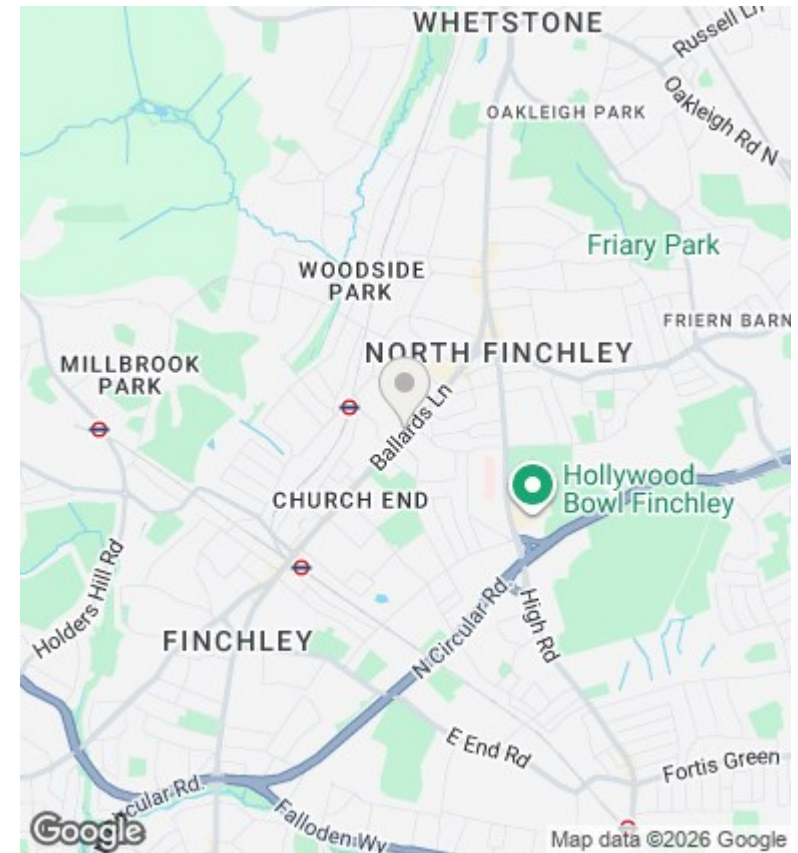 WHETSTONE
Russell Ln
OAKLEIGH PARK
Oakleigh Rd N
Friary Park
WOODSIDE
PARK
FRIERN BARN
NORTH FINCHLEY
MILLBROOK
PARK
Ballards Ln
Hollywood
Bowl Finchley
CHURCH END
Holders Hill Rd
N Circular Rd
High Rd
FINCHLEY
E End Rd
Fortis Green
rcular Rd.
Falloden Wy
Google
Map data ©2026 Google